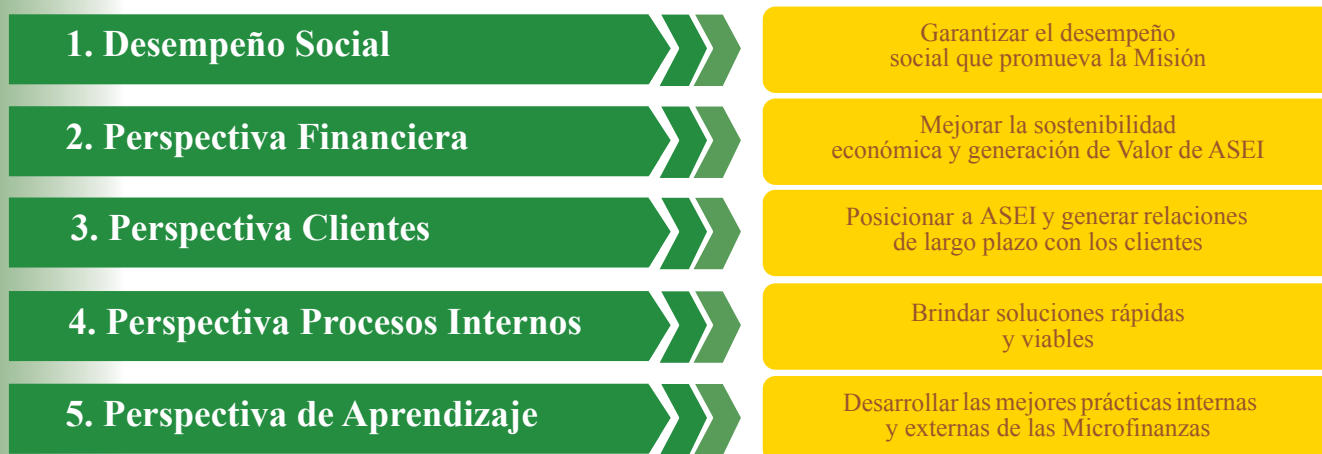 1. Desempeño Social
Garantizar el desempeño
social que promueva la Misión
2. Perspectiva Financiera
Mejorar la sostenibilidad
económica y generación de Valor de ASEI
3. Perspectiva Clientes
Posicionar a ASEI y generar relaciones
de largo plazo con los clientes
4. Perspectiva Procesos Internos
Brindar soluciones rápidas
y viables
5. Perspectiva de Aprendizaje
Desarrollar las mejores prácticas internas
y externas de las Microfinanzas